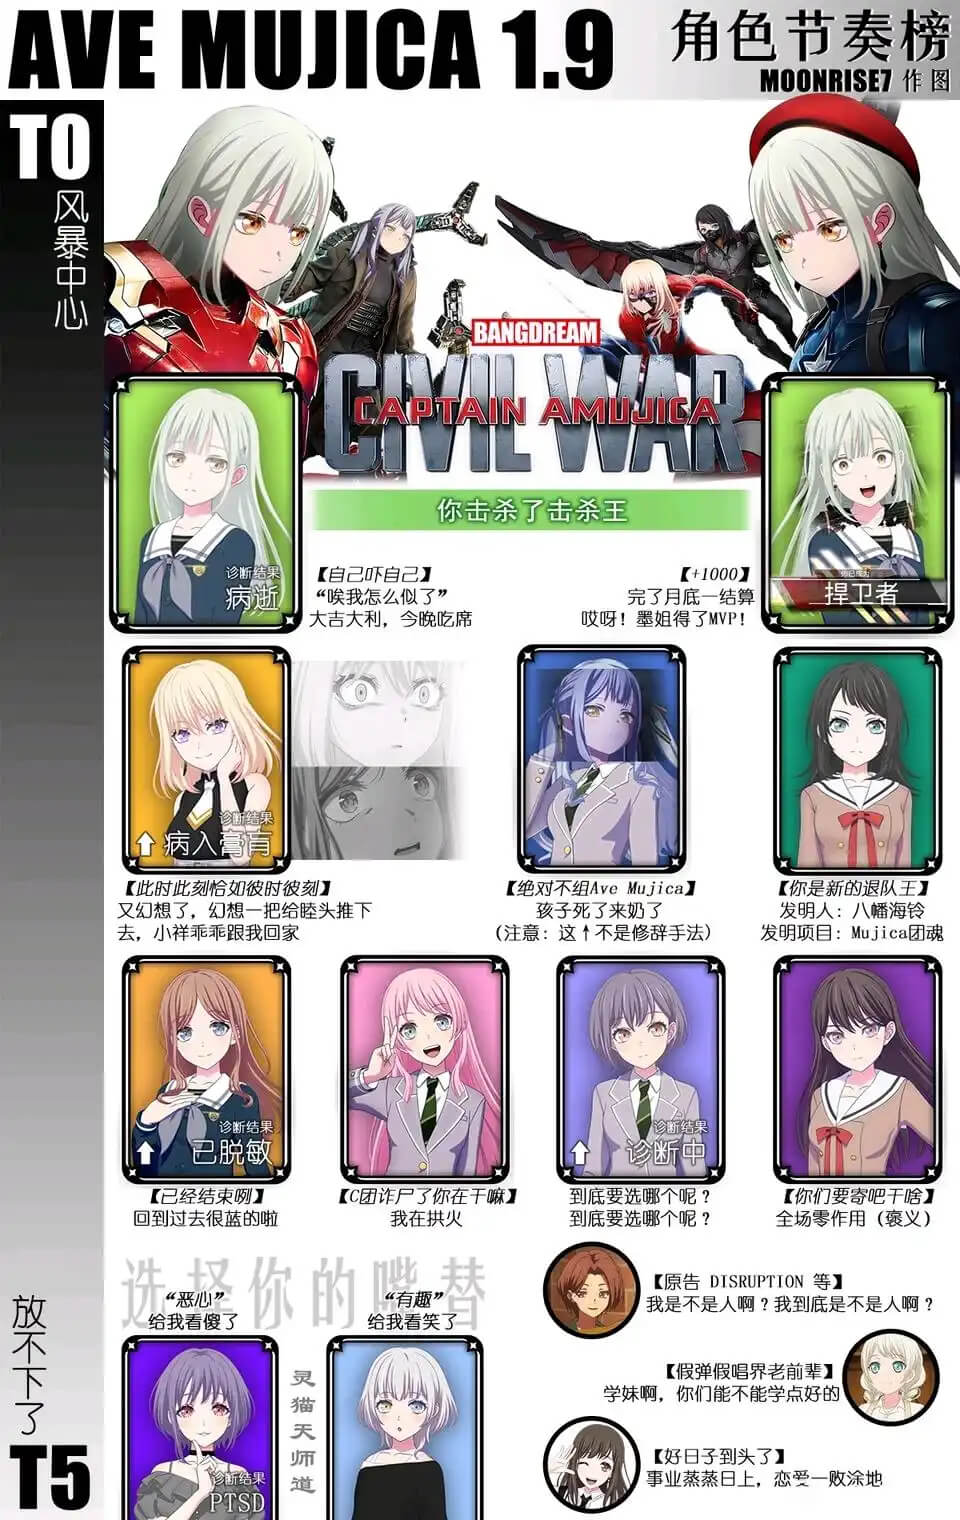 AVE MUJICA 1.9
角色节奏榜
MOONRISE7 作图
T0
风暴中心
BANGDREAM
CIVIL WAR
CAPTAIN AMUJICA
你击杀了击杀王
诊断结果
病逝
【自己吓自己】
“唉我怎么似了”
大吉大利，今晚吃席
【+1000】
完了月底一结算
哎呀！墨姐得了MVP！
捍卫者
诊断结果
病入膏肓
【此时此刻恰如彼时彼刻】
又幻想了，幻想一把给睦头推下
去，小祥乖乖跟我回家
【绝对不组Ave Mujica】
孩子死了来奶了
（注意：这↑不是修辞手法）
【你是新的退队王】
发明人：八幡海铃
发明项目：Mujica团魂
诊断结果
已脱敏
【已经结束咧】
回到过去很蓝的啦
【C团诈尸了你在干嘛】
我在拱火
诊断结果
诊断中
到底要选哪个呢？
到底要选哪个呢？
【你们要寄吧干啥】
全场零作用（褒义）
选择你的嘴替
“恶心”
给我看傻了
“有趣”
给我看笑了
诊断结果
PTSD
灵猫天师道
【原告 DISRUPTION 等】
我是不是人啊？我到底是不是人啊？
【假弹假唱界老前辈】
学妹啊，你们能不能学点好的
【好日子到头了】
事业蒸蒸日上，恋爱一败涂地
放不下了
T5